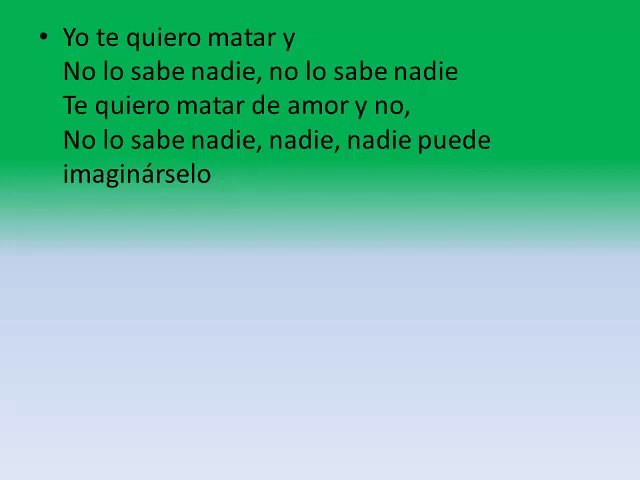 • Yo te quiero matar y
No lo sabe nadie, no lo sabe nadie
Te quiero matar de amor y no,
No lo sabe nadie, nadie, nadie puede
imaginárselo